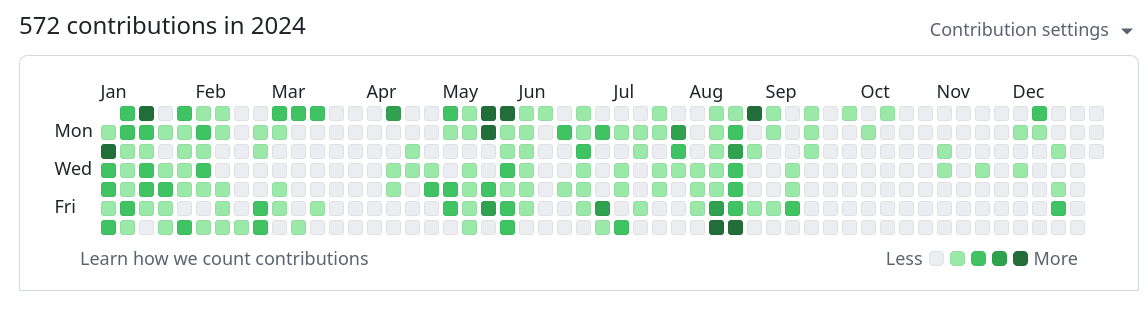 572 contributions in 2024
Contribution settings
Jan Feb Mar Apr May Jun Jul Aug Sep Oct Nov Dec
Mon
Wed
Fri
Learn how we count contributions
Less More